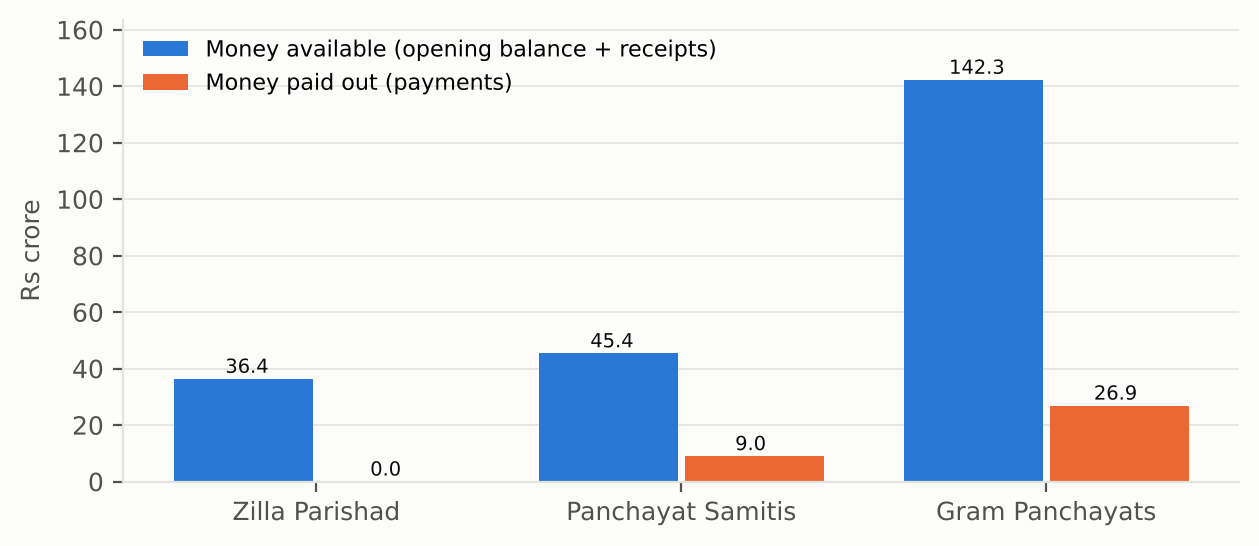 Money available (opening balance + receipts)
Money paid out (payments)
Rs crore
160
140
120
100
80
60
40
20
0
36.4
0.0
45.4
9.0
142.3
26.9
Zilla Parishad
Panchayat Samitis
Gram Panchayats